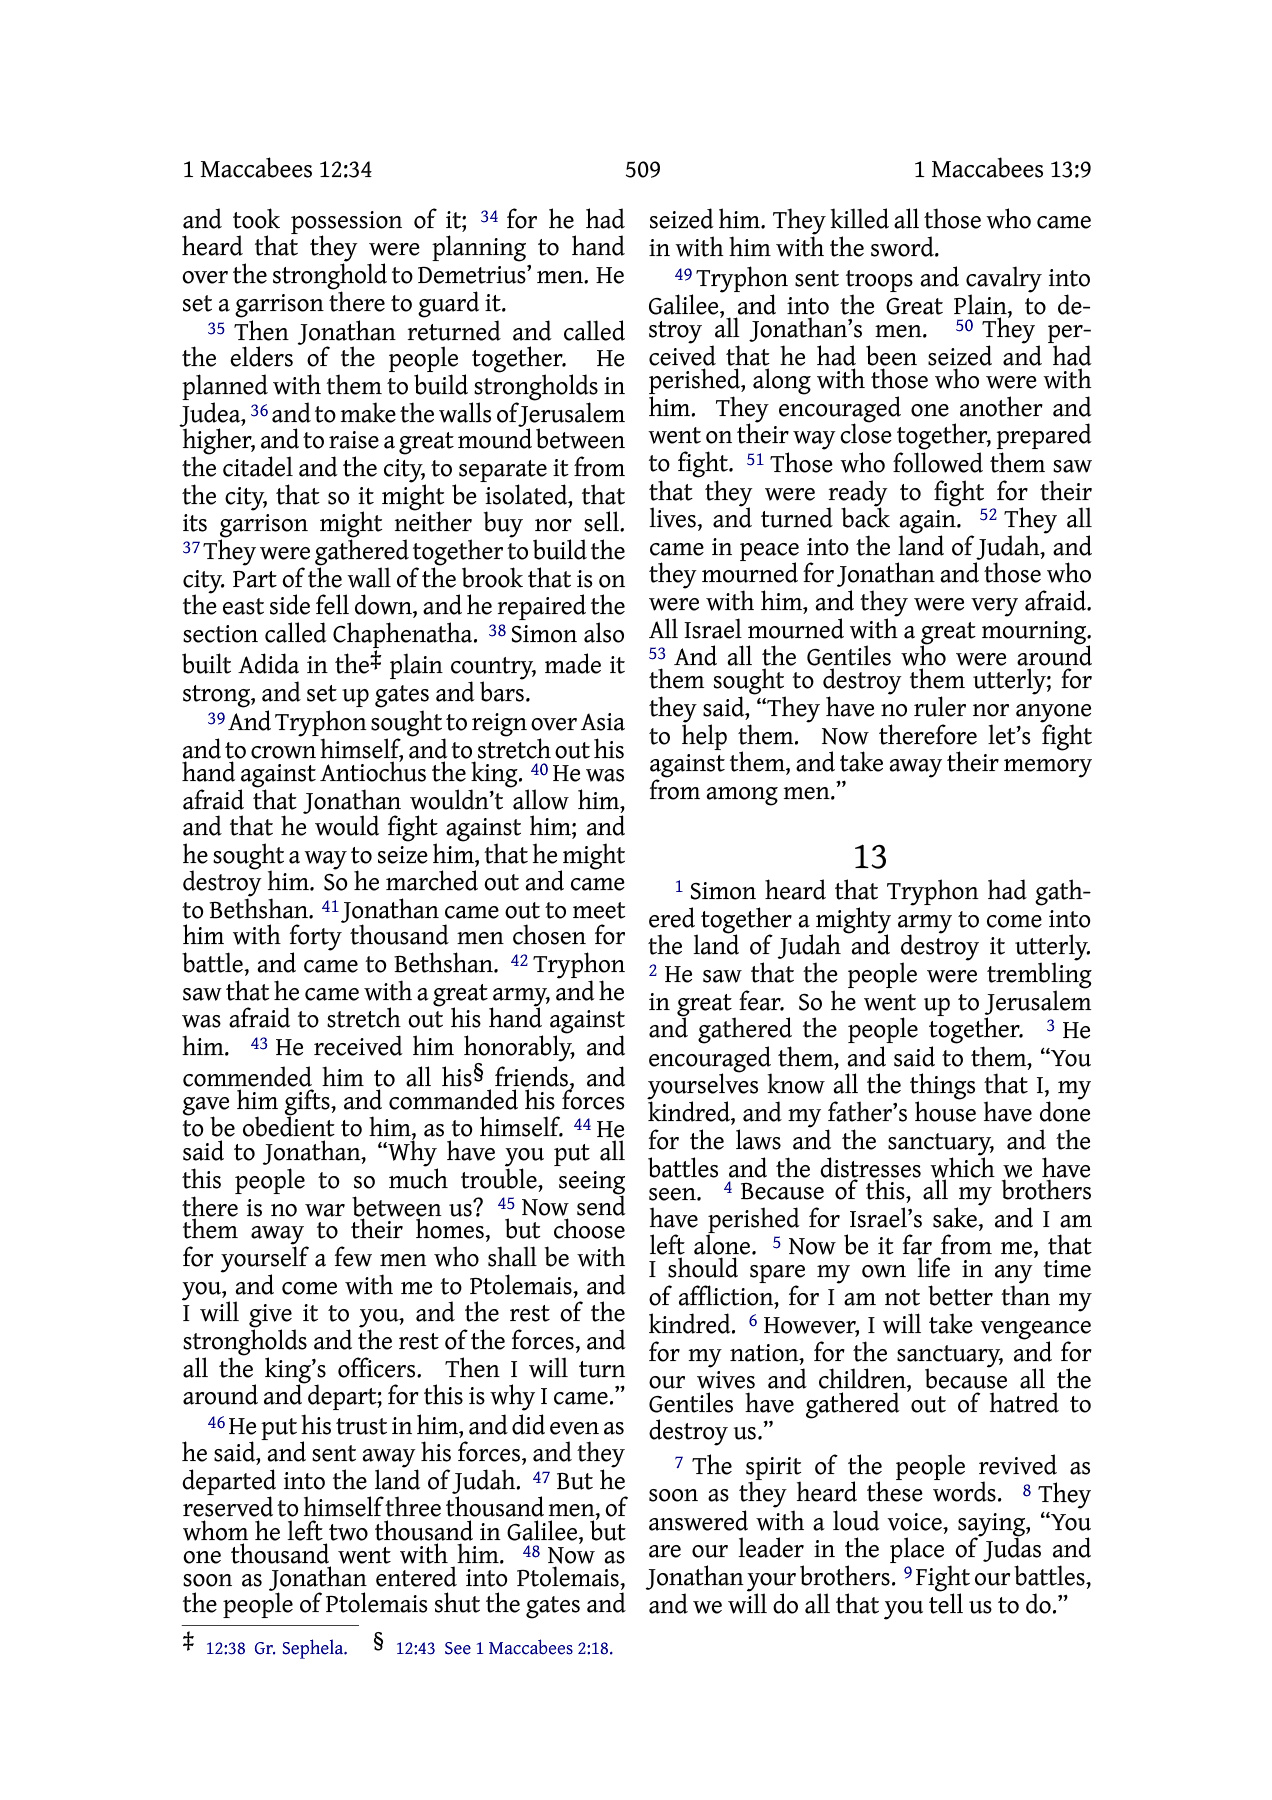 1 Maccabees 12:34 509 1 Maccabees 13:9
and took possession of it; 34 for he had
heard that they were planning to hand
over the stronghold to Demetrius’ men. He
set a garrison there to guard it.
35 Then Jonathan returned and called
the elders of the people together. He
planned with them to build strongholds in
Judea, 36 and to make the walls of Jerusalem
higher, and to raise a great mound between
the citadel and the city, to separate it from
the city, that so it might be isolated, that
its garrison might neither buy nor sell.
37 They were gathered together to build the
city. Part of the wall of the brook that is on
the east side fell down, and he repaired the
section called Chaphenatha. 38 Simon also
built Adida in the‡ plain country, made it
strong, and set up gates and bars.
39 And Tryphon sought to reign over Asia
and to crown himself, and to stretch out his
hand against Antiochus the king. 40 He was
afraid that Jonathan wouldn’t allow him,
and that he would fight against him; and
he sought a way to seize him, that he might
destroy him. So he marched out and came
to Bethshan. 41 Jonathan came out to meet
him with forty thousand men chosen for
battle, and came to Bethshan. 42 Tryphon
saw that he came with a great army, and he
was afraid to stretch out his hand against
him. 43 He received him honorably, and
commended him to all his§ friends, and
gave him gifts, and commanded his forces
to be obedient to him, as to himself. 44 He
said to Jonathan, “Why have you put all
this people to so much trouble, seeing
there is no war between us? 45 Now send
them away to their homes, but choose
for yourself a few men who shall be with
you, and come with me to Ptolemais, and
I will give it to you, and the rest of the
strongholds and the rest of the forces, and
all the king’s officers. Then I will turn
around and depart; for this is why I came.”
46 He put his trust in him, and did even as
he said, and sent away his forces, and they
departed into the land of Judah. 47 But he
reserved to himself three thousand men, of
whom he left two thousand in Galilee, but
one thousand went with him. 48 Now as
soon as Jonathan entered into Ptolemais,
the people of Ptolemais shut the gates and
seized him. They killed all those who came
in with him with the sword.
49 Tryphon sent troops and cavalry into
Galilee, and into the Great Plain, to de-
stroy all Jonathan’s men. 50 They per-
ceived that he had been seized and had
perished, along with those who were with
him. They encouraged one another and
went on their way close together, prepared
to fight. 51 Those who followed them saw
that they were ready to fight for their
lives, and turned back again. 52 They all
came in peace into the land of Judah, and
they mourned for Jonathan and those who
were with him, and they were very afraid.
All Israel mourned with a great mourning.
53 And all the Gentiles who were around
them sought to destroy them utterly; for
they said, “They have no ruler nor anyone
to help them. Now therefore let’s fight
against them, and take away their memory
from among men.”
13
1 Simon heard that Tryphon had gath-
ered together a mighty army to come into
the land of Judah and destroy it utterly.
2 He saw that the people were trembling
in great fear. So he went up to Jerusalem
and gathered the people together. 3 He
encouraged them, and said to them, “You
yourselves know all the things that I, my
kindred, and my father’s house have done
for the laws and the sanctuary, and the
battles and the distresses which we have
seen. 4 Because of this, all my brothers
have perished for Israel’s sake, and I am
left alone. 5 Now be it far from me, that
I should spare my own life in any time
of affliction, for I am not better than my
kindred. 6 However, I will take vengeance
for my nation, for the sanctuary, and for
our wives and children, because all the
Gentiles have gathered out of hatred to
destroy us.”
7 The spirit of the people revived as
soon as they heard these words. 8 They
answered with a loud voice, saying, “You
are our leader in the place of Judas and
Jonathan your brothers. 9 Fight our battles,
and we will do all that you tell us to do.”
‡ 12:38 Gr. Sephela. § 12:43 See 1 Maccabees 2:18.